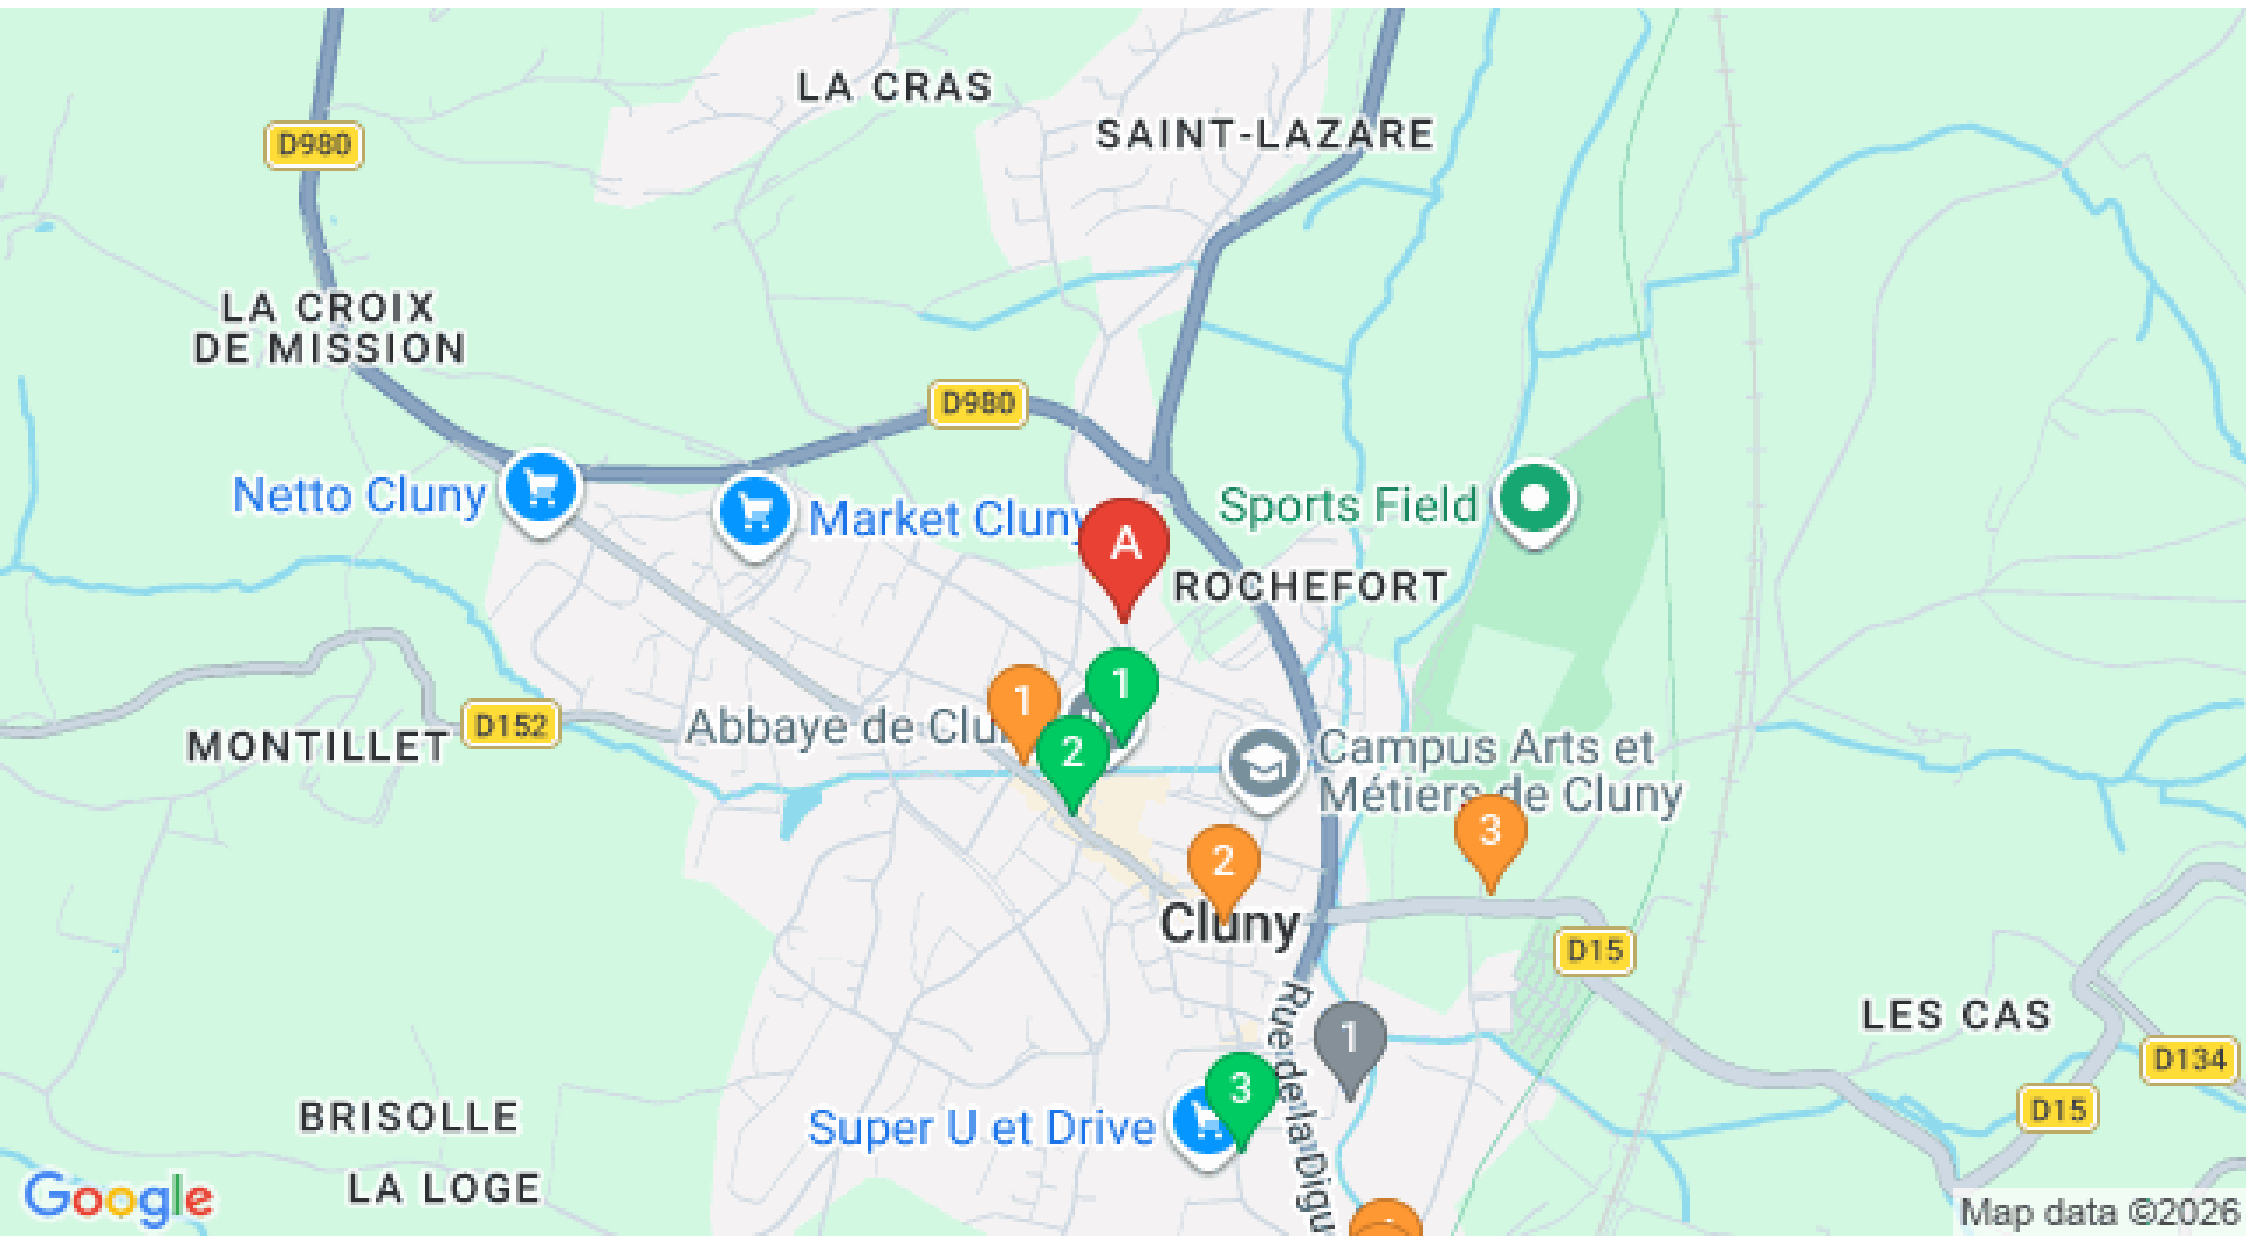 LA CRAS
SAINT-LAZARE
D980
LA CROIX
DE MISSION
D980
Netto Cluny
Market Cluny
A
Sports Field
ROCHEFORT
1
1
Abbaye de Clu
D152
MONTILLET
2
Campus Arts et
Métiers de Cluny
3
2
Cluny
D15
Rue de la Digu
LES CAS
1
D134
3
D15
BRISOLLE
Super U et Drive
LA LOGE
Google
Map data ©2026